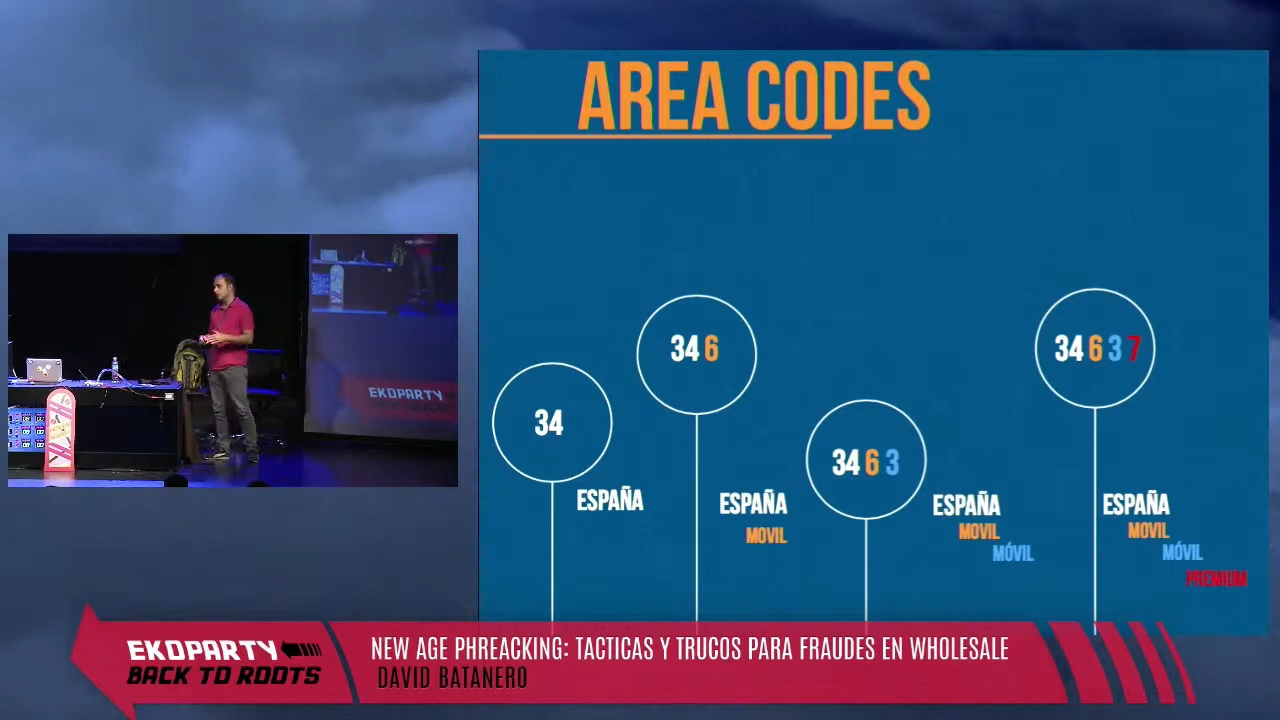 AREA CODES
34
ESPAÑA
34 6
ESPAÑA
MOVIL
34 6 3
ESPAÑA
MOVIL
MÓVIL
34 6 3 7
ESPAÑA
MOVIL
MÓVIL
PREMIUM
EKOPARTY
EKOPARTY
BACK TO ROOTS
NEW AGE PHREACKING: TACTICAS Y TRUCOS PARA FRAUDES EN WHOLESALE
DAVID BATANERO